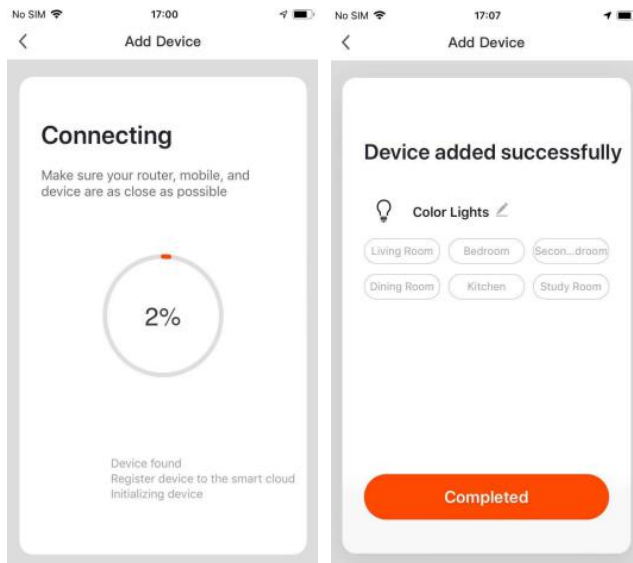 No SIM 17:00
Add Device
Connecting
Make sure your router, mobile, and
device are as close as possible
2%
Device found
Register device to the smart cloud
Initializing device
No SIM 17:07
Add Device
Device added successfully
Color Lights
Living Room Bedroom Secon...droom
Dining Room Kitchen Study Room
Completed